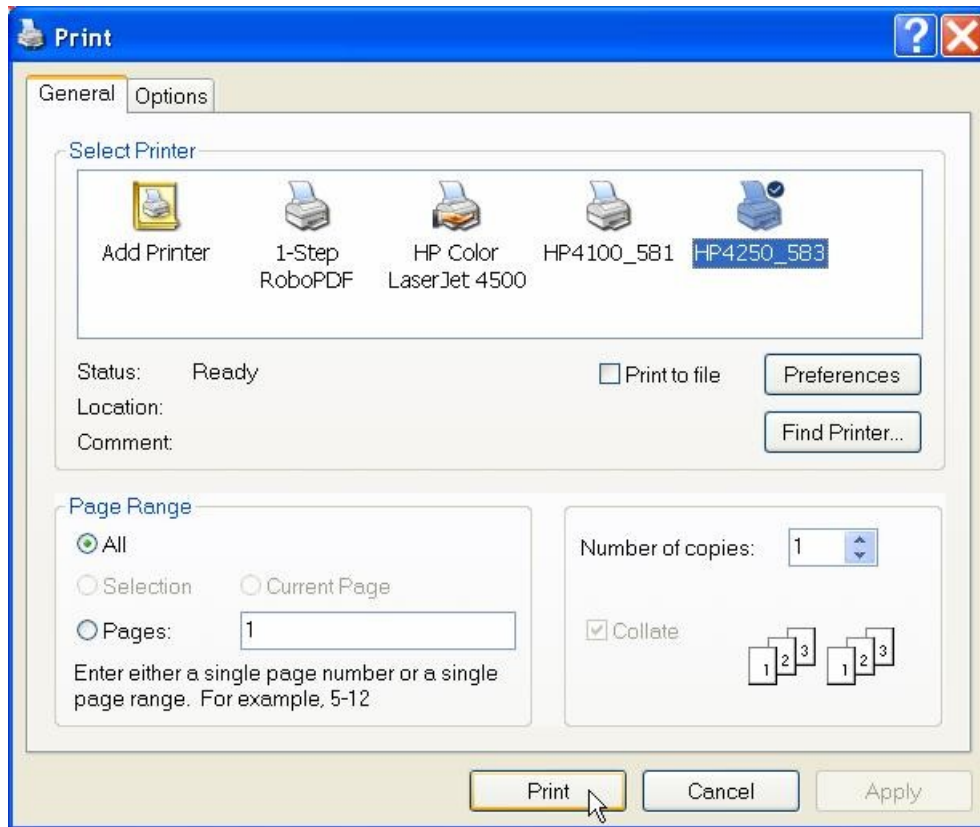 Print
General
Options
Select Printer
Add Printer
1-Step
RoboPDF
HP Color
LaserJet 4500
HP4100_581
HP4250_583
Status: Ready
Print to file
Preferences
Location:
Comment:
Find Printer...
Page Range
All
Selection
Current Page
Pages: 1
Enter either a single page number or a single
page range. For example, 5-12
Number of copies: 1
Collate
1 2 3 1 2 3
Print
Cancel
Apply